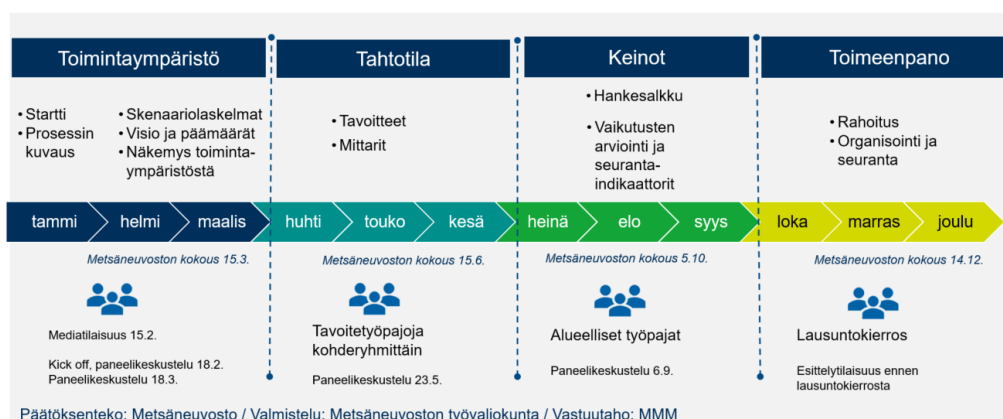 Toimintaympäristö
Tahtotila
Keinot
Toimeenpano
• Startti
• Prosessin
kuvaus
• Skenaariolaskelmat
• Visio ja päämäärät
• Näkemys toiminta-
ympäristöstä
• Tavoitteet
• Mittarit
• Hankesalkku
• Vaikutusten
arviointi ja
seuranta-
indikaattorit
• Rahoitus
• Organisointi ja
seuranta
tammi
helmi
maalis
huhti
touko
kesä
heinä
elo
syys
loka
marras
joulu
Metsäneuvoston kokous 15.3.
Metsäneuvoston kokous 15.6.
Metsäneuvoston kokous 5.10.
Metsäneuvoston kokous 14.12.
Mediatilaisuus 15.2.
Kick off, paneelikeskustelu 18.2.
Paneelikeskustelu 18.3.
Tavoitetyöpajoja
kohderyhmittäin
Paneelikeskustelu 23.5.
Alueelliset työpajat
Paneelikeskustelu 6.9.
Lausuntokierros
Esittelytilaisuus ennen
lausuntokierrosta
Päätöksenteko: Metsäneuvosto / Valmistelu: Metsäneuvoston työvaliokunta / Vastuutaho: MMM